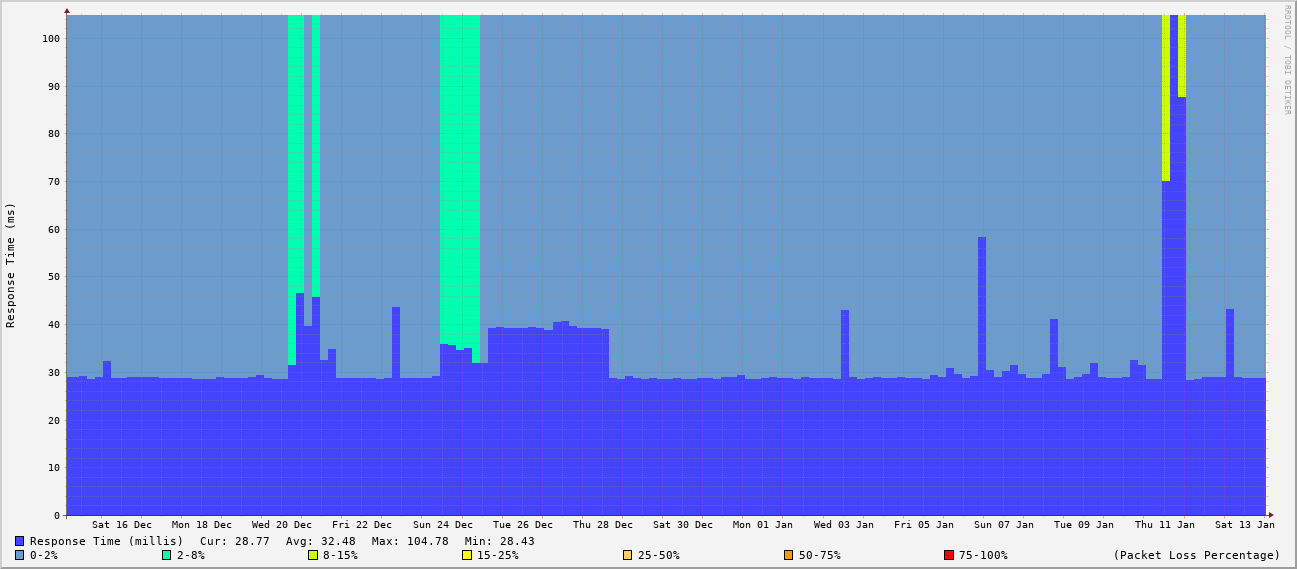 RRDTOOL / TOBI OETIKER
Response Time (ms)
100
90
80
70
60
50
40
30
20
10
0
Sat 16 Dec Mon 18 Dec Wed 20 Dec Fri 22 Dec Sun 24 Dec Tue 26 Dec Thu 28 Dec Sat 30 Dec Mon 01 Jan Wed 03 Jan Fri 05 Jan Sun 07 Jan Tue 09 Jan Thu 11 Jan Sat 13 Jan
Response Time (millis) Cur: 28.77 Avg: 32.48 Max: 104.78 Min: 28.43
0-2% 2-8% 8-15% 15-25% 25-50% 50-75% 75-100% (Packet Loss Percentage)